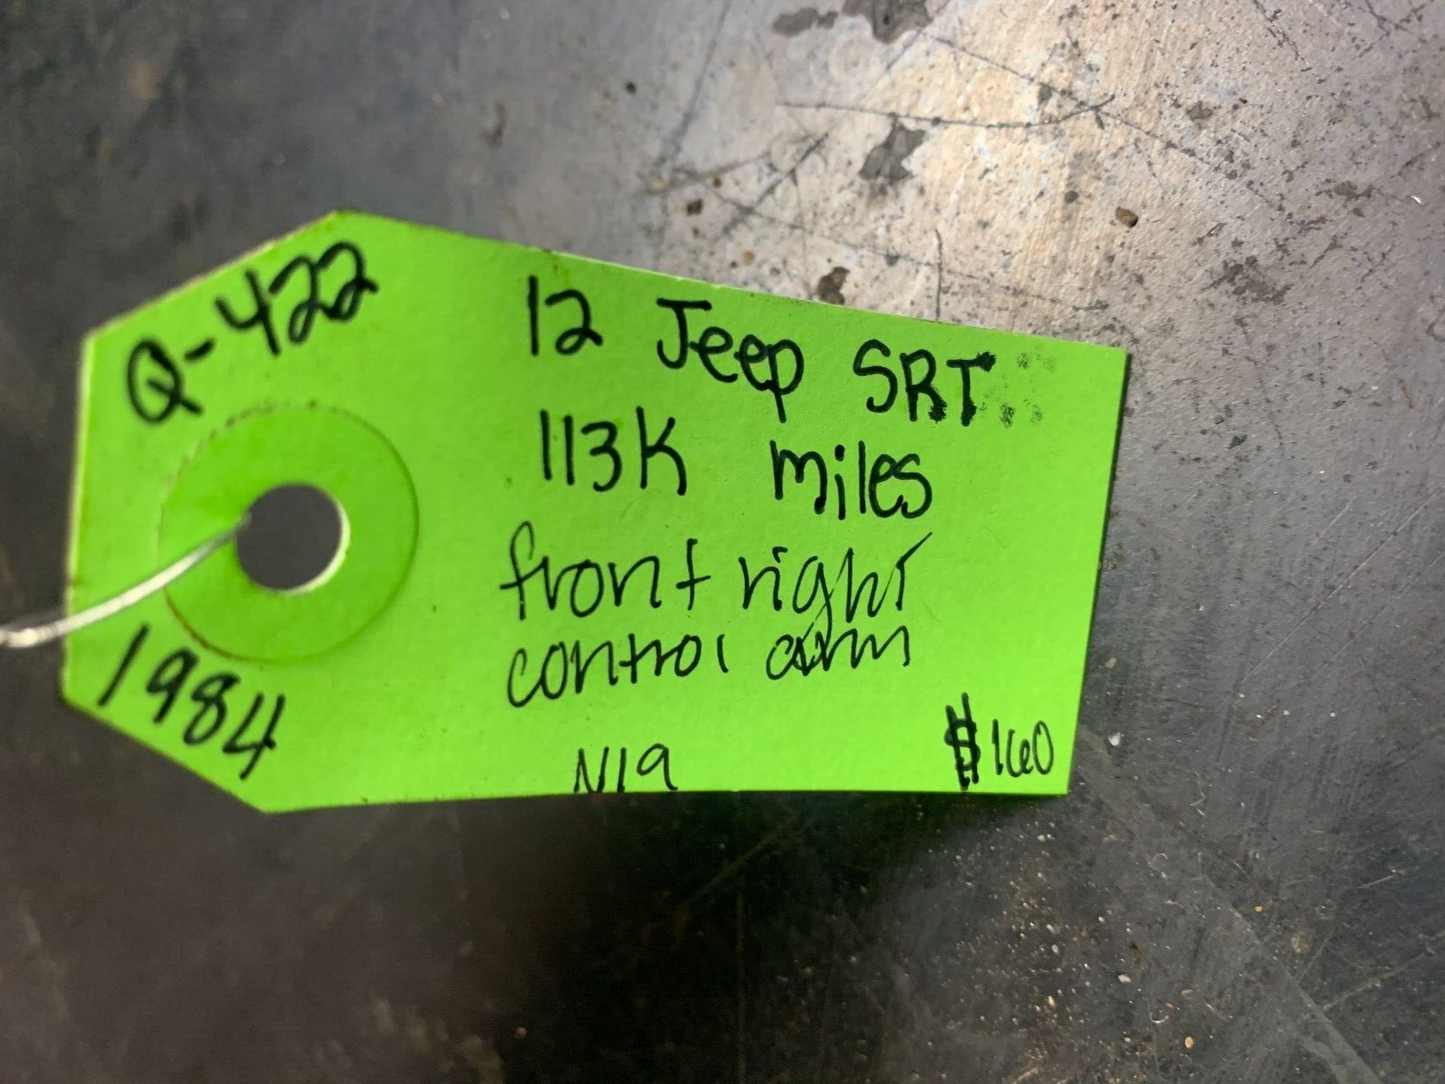 Q-422
12 Jeep SRT
113K miles
front right
control arm
1984
N19
$160